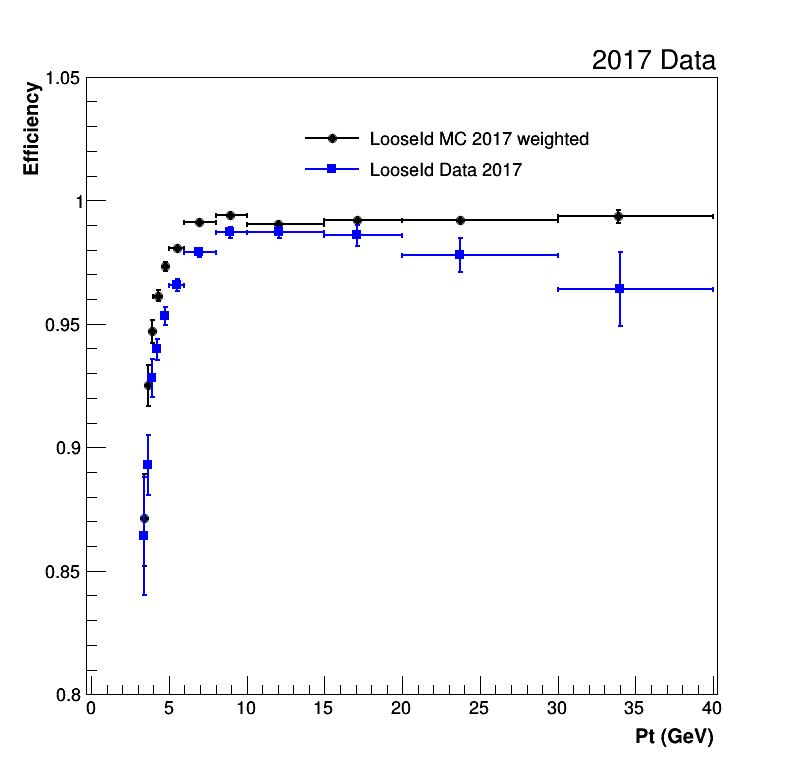 2017 Data
1.05
Efficiency
LooseId MC 2017 weighted
LooseId Data 2017
1
0.95
0.9
0.85
0.8
0 5 10 15 20 25 30 35 40
Pt (GeV)